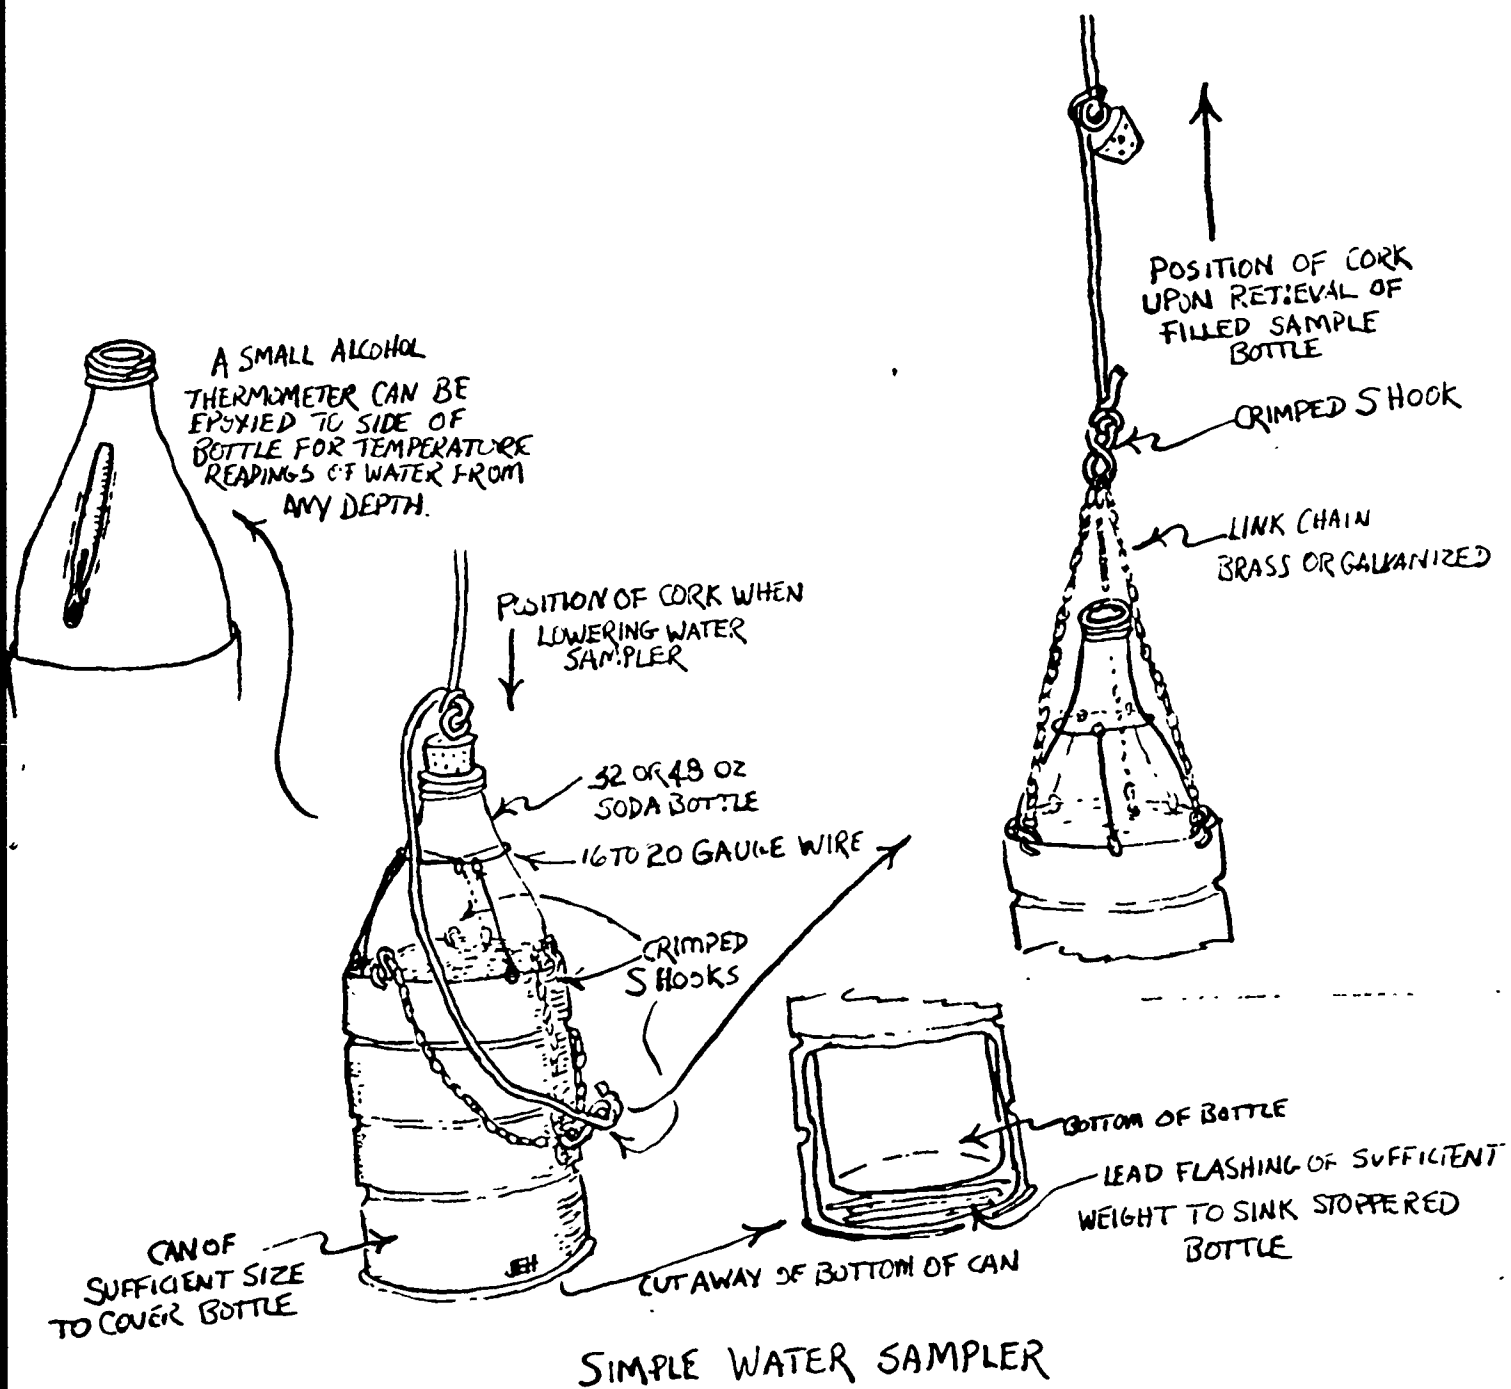 POSITION OF CORK
UPON RETIEVAL OF
FILLED SAMPLE
BOTTLE
A SMALL ALCOHOL
THERMOMETER CAN BE
EPOXIED TO SIDE OF
BOTTLE FOR TEMPERATURE
READINGS OF WATER FROM
ANY DEPTH.
CRIMPED S HOOK
LINK CHAIN
BRASS OR GALVANIZED
POSITION OF CORK WHEN
LOWERING WATER
SAMPLER
32 OR 48 OZ
SODA BOTTLE
16 TO 20 GAUGE WIRE
CRIMPED
S HOOKS
BOTTOM OF BOTTLE
LEAD FLASHING OF SUFFICIENT
WEIGHT TO SINK STOPPERED
BOTTLE
CAN OF
SUFFICIENT SIZE
TO COVER BOTTLE
JEH
CUT AWAY OF BOTTOM OF CAN
SIMPLE WATER SAMPLER